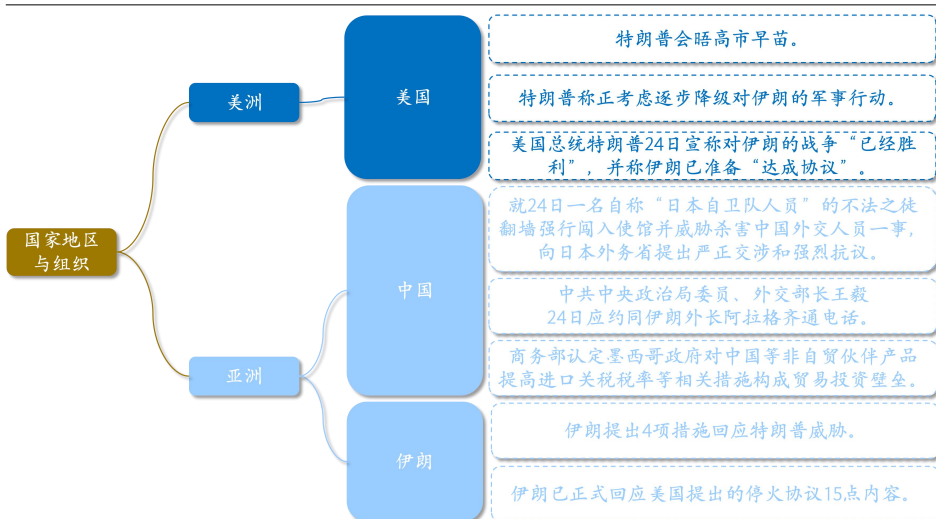 国家地区
与组织
美洲
美国
特朗普会晤高市早苗。
特朗普称正考虑逐步降级对伊朗的军事行动。
美国总统特朗普24日宣称对伊朗的战争“已经胜
利”，并称伊朗已准备“达成协议”。
亚洲
中国
就24日一名自称“日本自卫队人员”的不法之徒
翻墙强行闯入使馆并威胁杀害中国外交人员一事，
向日本外务省提出严正交涉和强烈抗议。
中共中央政治局委员、外交部长王毅
24日应约同伊朗外长阿拉格齐通电话。
商务部认定墨西哥政府对中国等非自贸伙伴产品
提高进口关税税率等相关措施构成贸易投资壁垒。
伊朗
伊朗提出4项措施回应特朗普威胁。
伊朗已正式回应美国提出的停火协议15点内容。